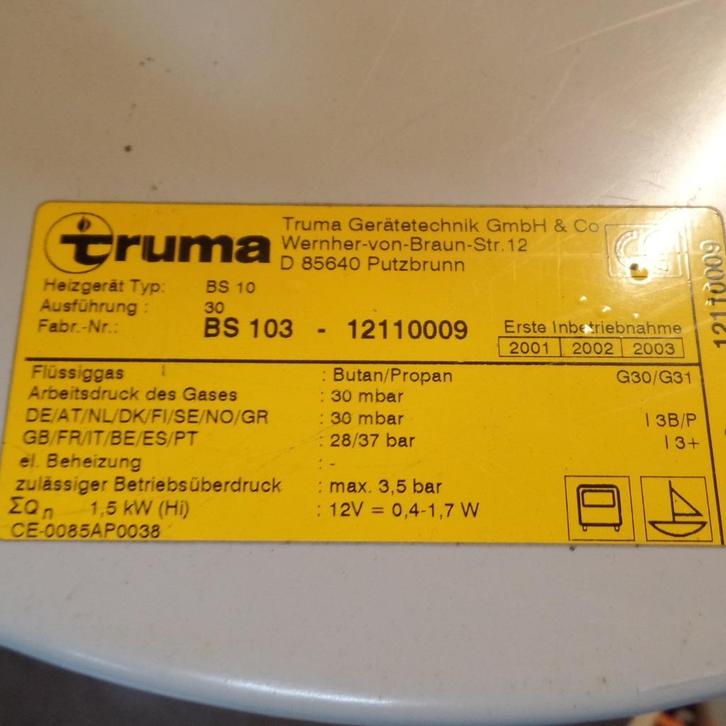 truma
Truma Gerätetechnik GmbH & Co
Wernher-von-Braun-Str. 12
D 85640 Putzbrunn
CE
Heizgerät Typ: BS 10
Ausführung : 30
Fabr.-Nr.: BS 103 - 12110009
Erste Inbetriebnahme
2001 2002 2003
Flüssiggas : Butan/Propan G30/G31
Arbeitsdruck des Gases : 30 mbar
DE/AT/NL/DK/FI/SE/NO/GR : 30 mbar I 3B/P
GB/FR/IT/BE/ES/PT : 28/37 bar I 3+
el. Beheizung : -
zulässiger Betriebsüberdruck : max. 3,5 bar
ΣQn 1,5 kW (Hi) : 12V = 0,4-1,7 W
CE-0085AP0038
12110009